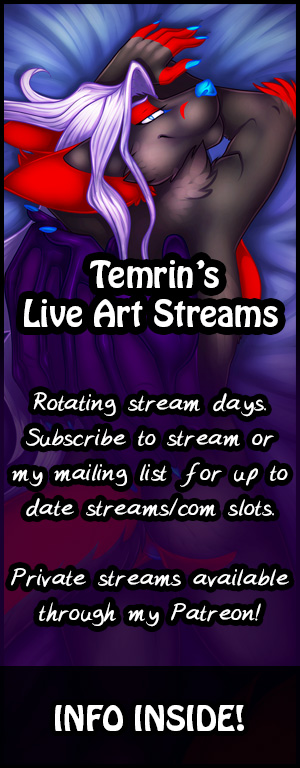 Temrin's
Live Art Streams
Rotating stream days.
Subscribe to stream or
my mailing list for up to
date streams/com slots.
Private streams available
through my Patreon!
INFO INSIDE!